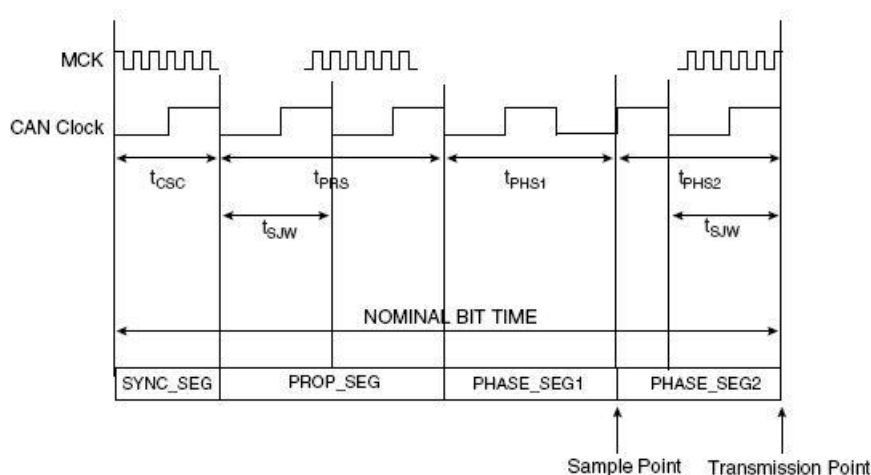 MCK
CAN Clock
tCSC
tPRS
tPHS1
tPHS2
tSJW
tSJW
NOMINAL BIT TIME
SYNC_SEG
PROP_SEG
PHASE_SEG1
PHASE_SEG2
Sample Point
Transmission Point